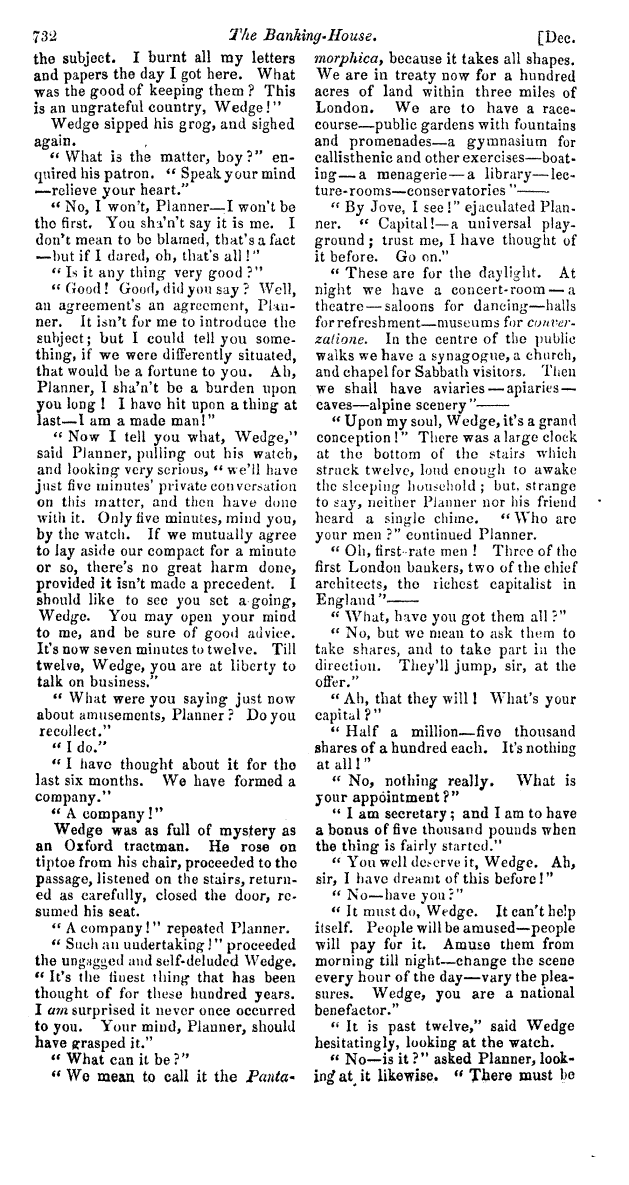 732
The Banking-House.
[Dec.
the subject. I burnt all my letters
and papers the day I got here. What
was the good of keeping them? This
is an ungrateful country, Wedge!"
Wedge sipped his grog, and sighed
again.
"What is the matter, boy?" en-
quired his patron. "Speak your mind
—relieve your heart."
"No, I won't, Planner—I won't be
the first. You sha'n't say it is me. I
don't mean to be blamed, that's a fact
—but if I dared, oh, that's all!"
"Is it any thing very good?"
"Good! Good, did you say? Well,
an agreement's an agreement, Plan-
ner. It isn't for me to introduce the
subject; but I could tell you some-
thing, if we were differently situated,
that would be a fortune to you. Ah,
Planner, I sha'n't be a burden upon
you long! I have hit upon a thing at
last—I am a made man!"
"Now I tell you what, Wedge,"
said Planner, pulling out his watch,
and looking very serious, "we'll have
just five minutes' private conversation
on this matter, and then have done
with it. Only five minutes, mind you,
by the watch. If we mutually agree
to lay aside our compact for a minute
or so, there's no great harm done,
provided it isn't made a precedent. I
should like to see you set a-going,
Wedge. You may open your mind
to me, and be sure of good advice.
It's now seven minutes to twelve. Till
twelve, Wedge, you are at liberty to
talk on business."
"What were you saying just now
about amusements, Planner? Do you
recollect."
"I do."
"I have thought about it for the
last six months. We have formed a
company."
"A company!"
Wedge was as full of mystery as
an Oxford tractman. He rose on
tiptoe from his chair, proceeded to the
passage, listened on the stairs, return-
ed as carefully, closed the door, re-
sumed his seat.
"A company!" repeated Planner.
"Such an undertaking!" proceeded
the ungagged and self-deluded Wedge.
"It's the finest thing that has been
thought of for these hundred years.
I am surprised it never once occurred
to you. Your mind, Planner, should
have grasped it."
"What can it be?"
"We mean to call it the Panta-
morphica, because it takes all shapes.
We are in treaty now for a hundred
acres of land within three miles of
London. We are to have a race-
course—public gardens with fountains
and promenades—a gymnasium for
callisthenic and other exercises—boat-
ing—a menagerie—a library—lec-
ture-rooms—conservatories"——
"By Jove, I see!" ejaculated Plan-
ner. "Capital!—a universal play-
ground; trust me, I have thought of
it before. Go on."
"These are for the daylight. At
night we have a concert-room—a
theatre—saloons for dancing—halls
for refreshment—museums for conver-
zatione. In the centre of the public
walks we have a synagogue, a church,
and chapel for Sabbath visitors. Then
we shall have aviaries—apiaries—
caves—alpine scenery"——
"Upon my soul, Wedge, it's a grand
conception!" There was a large clock
at the bottom of the stairs which
struck twelve, loud enough to awake
the sleeping household; but, strange
to say, neither Planner nor his friend
heard a single chime. "Who are
your men?" continued Planner.
"Oh, first-rate men! Three of the
first London bankers, two of the chief
architects, the richest capitalist in
England"——
"What, have you got them all?"
"No, but we mean to ask them to
take shares, and to take part in the
direction. They'll jump, sir, at the
offer."
"Ah, that they will! What's your
capital?"
"Half a million—five thousand
shares of a hundred each. It's nothing
at all!"
"No, nothing really. What is
your appointment?"
"I am secretary; and I am to have
a bonus of five thousand pounds when
the thing is fairly started."
"You well deserve it, Wedge. Ah,
sir, I have dreamt of this before!"
"No—have you?"
"It must do, Wedge. It can't help
itself. People will be amused—people
will pay for it. Amuse them from
morning till night—change the scene
every hour of the day—vary the plea-
sures. Wedge, you are a national
benefactor."
"It is past twelve," said Wedge
hesitatingly, looking at the watch.
"No—is it?" asked Planner, look-
ing at it likewise. "There must be